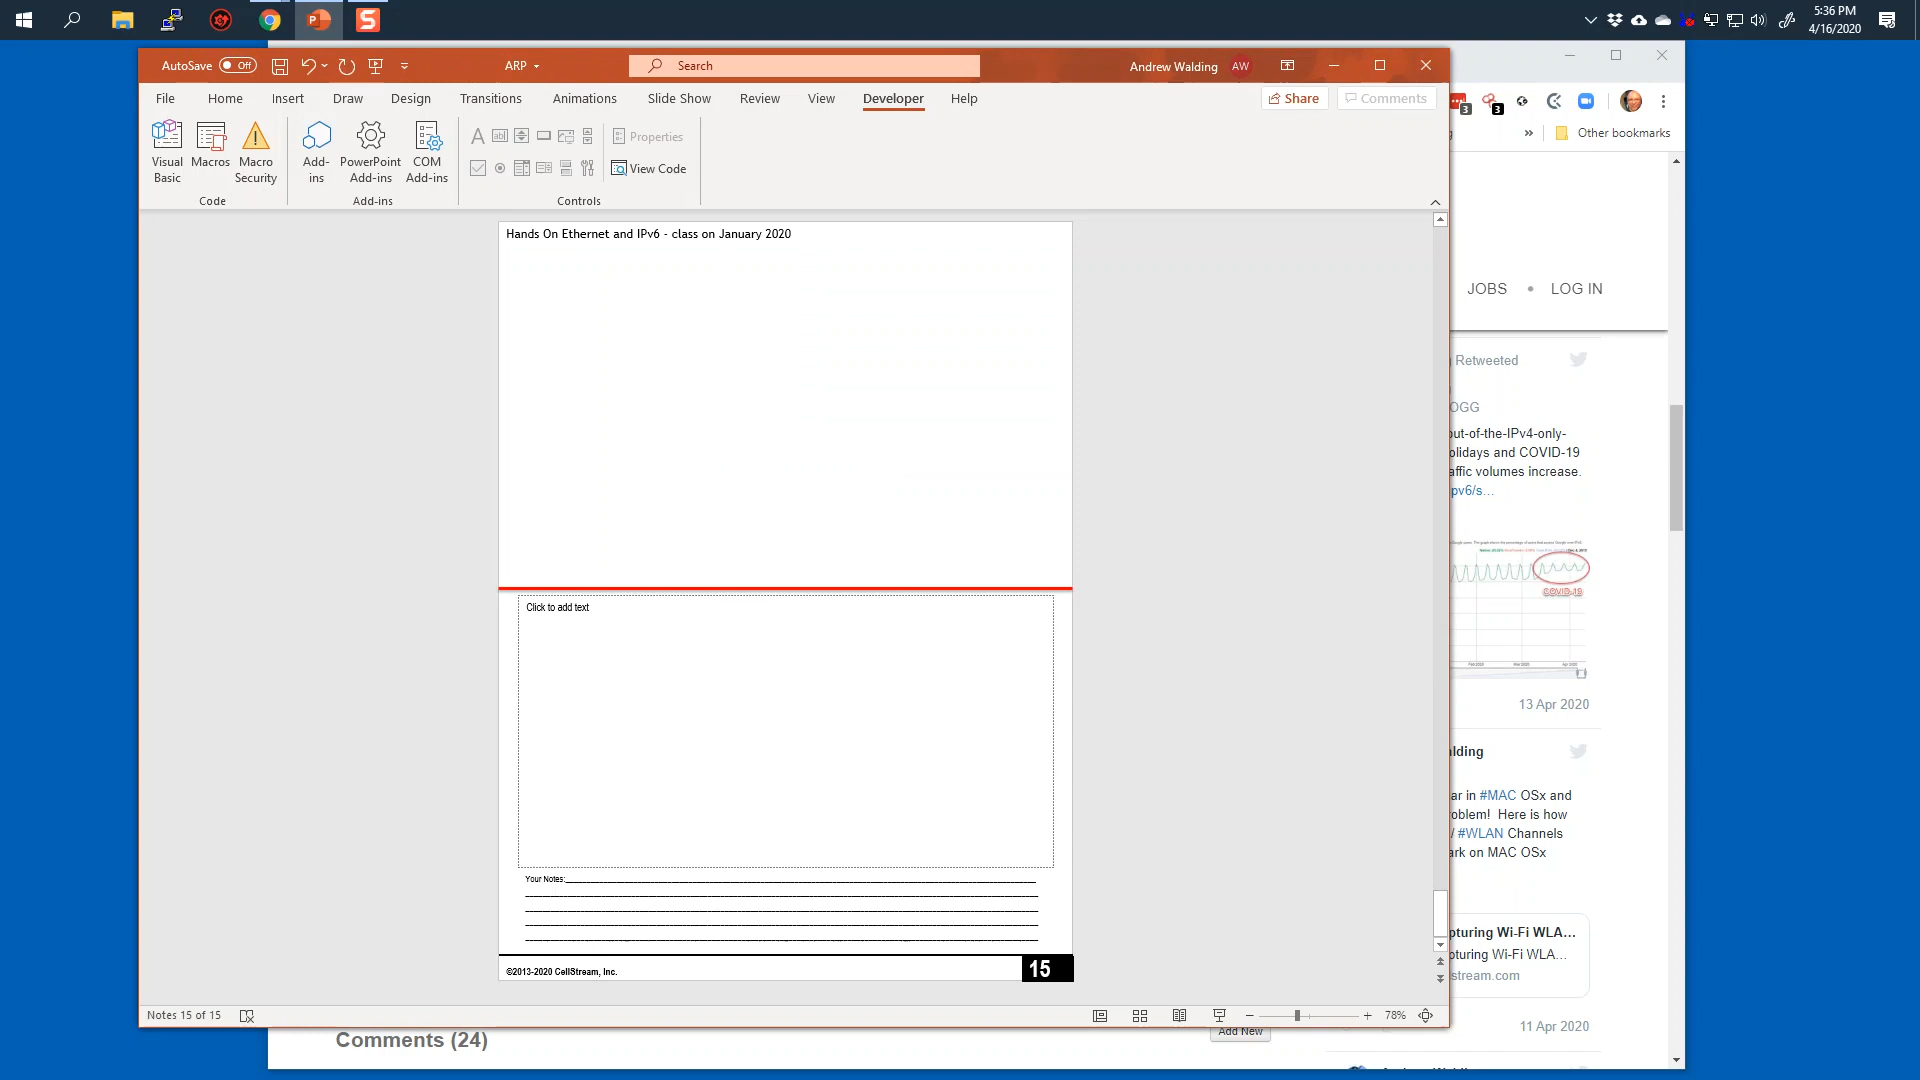 5:36 PM
4/16/2020
AutoSave Off
ARP
Search
Andrew Walding AW
File Home Insert Draw Design Transitions Animations Slide Show Review View Developer Help
Share Comments
Visual Basic
Macros
Macro Security
Add-ins
PowerPoint Add-ins
COM Add-ins
Properties
View Code
Code
Add-ins
Controls
3 3
Other bookmarks
JOBS • LOG IN
Hands On Ethernet and IPv6 - class on January 2020
Click to add text
Your Notes:
©2013-2020 CellStream, Inc.
15
Notes 15 of 15
78%
Retweeted
OGG
out-of-the-IPv4-only-
olidays and COVID-19
affic volumes increase.
pv6/s…
COVID-19
13 Apr 2020
lding
ar in #MAC OSx and
oblem! Here is how
/ #WLAN Channels
ark on MAC OSx
pturing Wi-Fi WLA…
pturing Wi-Fi WLA…
stream.com
11 Apr 2020
Comments (24)
Add New